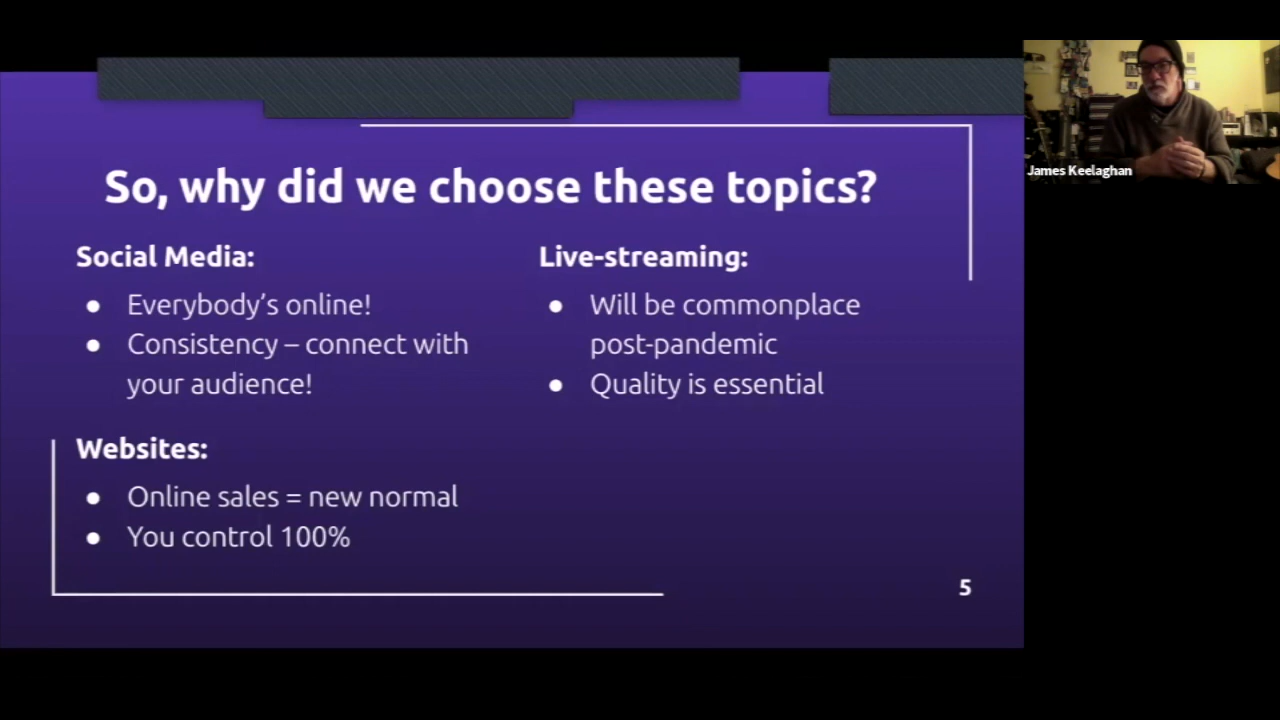 So, why did we choose these topics?
Social Media:
● Everybody’s online!
● Consistency – connect with
your audience!
Websites:
● Online sales = new normal
● You control 100%
Live-streaming:
● Will be commonplace
post-pandemic
● Quality is essential
5
James Keelaghan